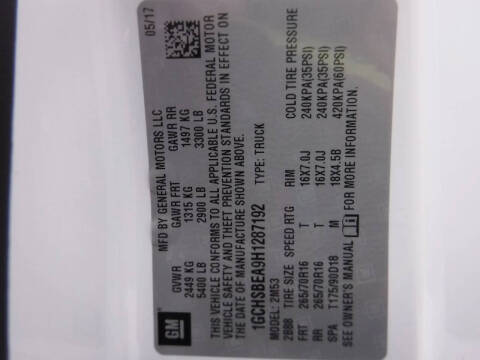 GM
MFD BY GENERAL MOTORS LLC
05/17
GVWR GAWR FRT GAWR RR
2449 KG 1315 KG 1497 KG
5400 LB 2900 LB 3300 LB
THIS VEHICLE CONFORMS TO ALL APPLICABLE U.S. FEDERAL MOTOR
VEHICLE SAFETY AND THEFT PREVENTION STANDARDS IN EFFECT ON
THE DATE OF MANUFACTURE SHOWN ABOVE.
1GCHSBEA9H1287192 TYPE: TRUCK
MODEL: 2M53
2BBB TIRE SIZE SPEED RTG RIM COLD TIRE PRESSURE
FRT 265/70R16 T 16X7.0J 240KPA(35PSI)
RR 265/70R16 T 16X7.0J 240KPA(35PSI)
SPA T175/90D18 M 18X4.5B 420KPA(60PSI)
SEE OWNER'S MANUAL FOR MORE INFORMATION.